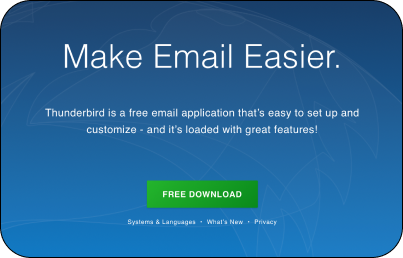 Make Email Easier.
Thunderbird is a free email application that's easy to set up and
customize - and it's loaded with great features!
FREE DOWNLOAD
Systems & Languages • What's New • Privacy